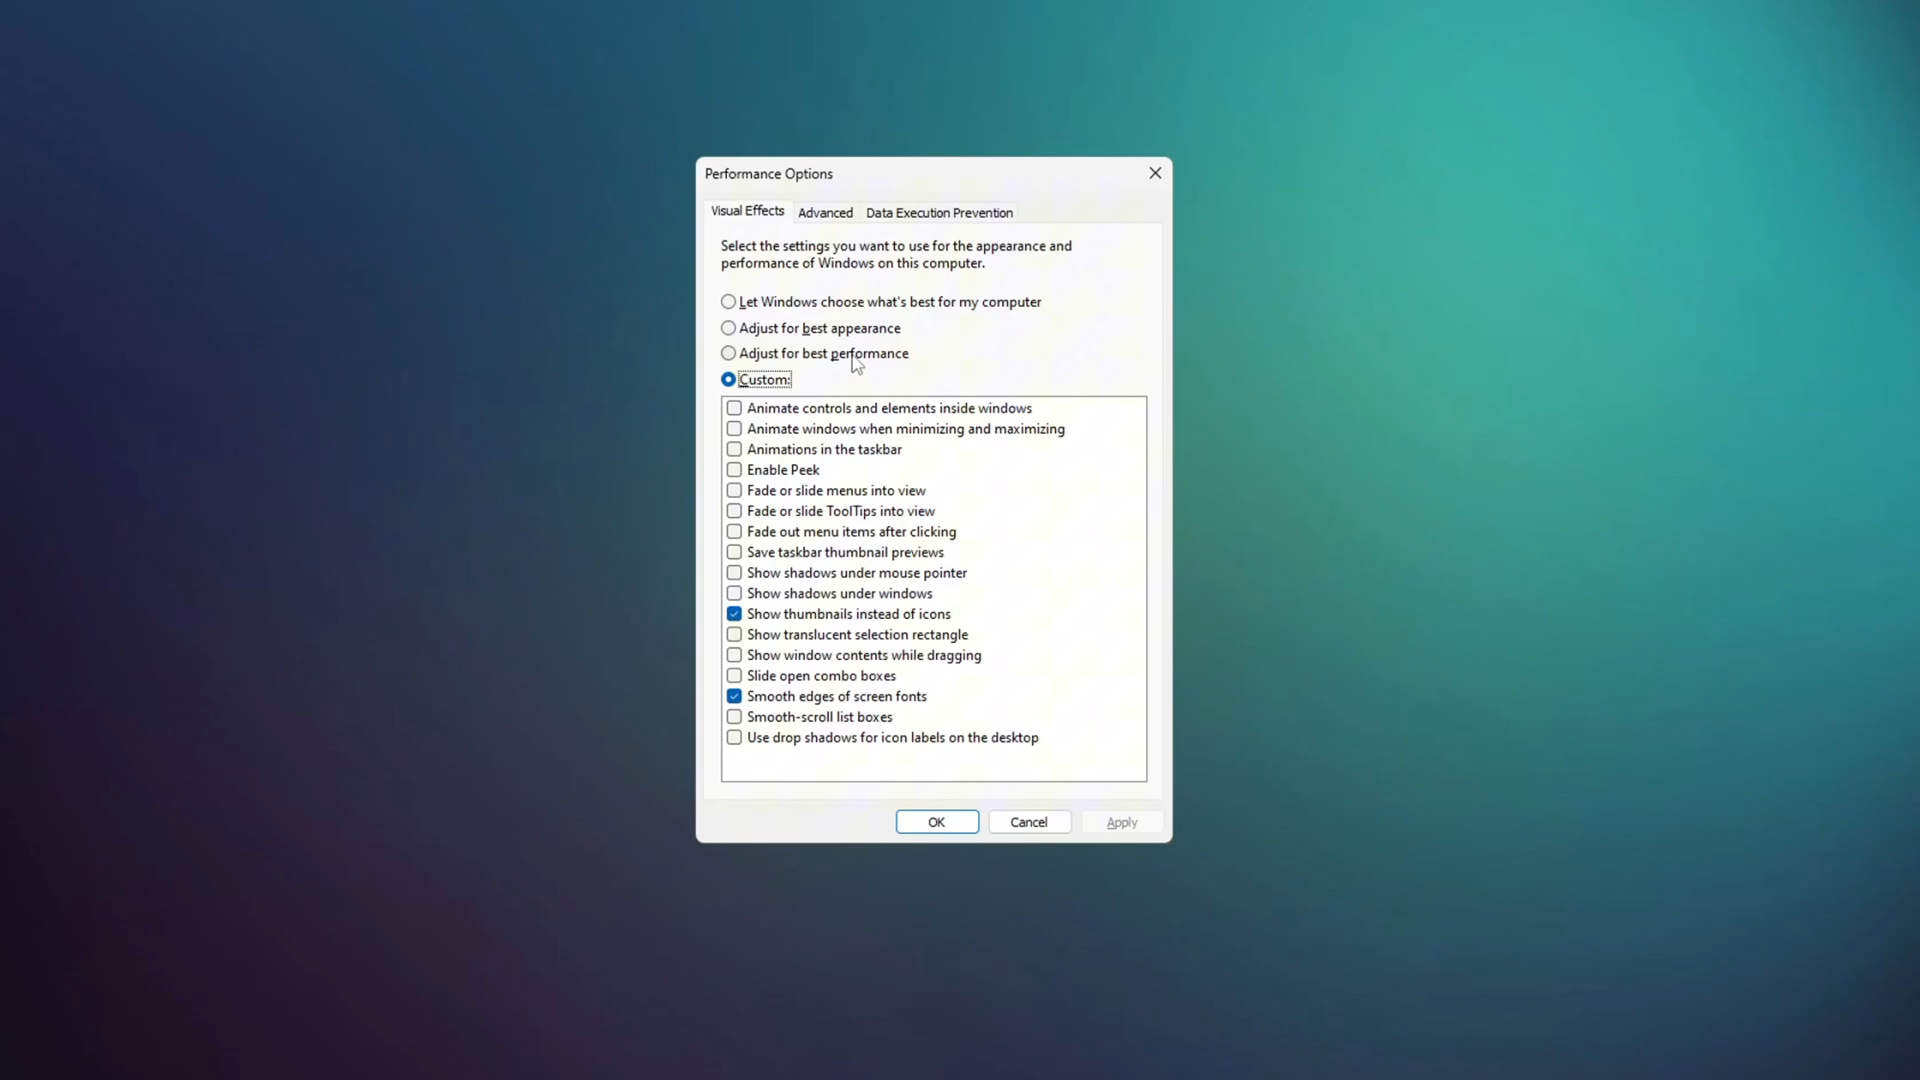 Performance Options
Visual Effects
Advanced
Data Execution Prevention
Select the settings you want to use for the appearance and
performance of Windows on this computer.
Let Windows choose what's best for my computer
Adjust for best appearance
Adjust for best performance
Custom:
Animate controls and elements inside windows
Animate windows when minimizing and maximizing
Animations in the taskbar
Enable Peek
Fade or slide menus into view
Fade or slide ToolTips into view
Fade out menu items after clicking
Save taskbar thumbnail previews
Show shadows under mouse pointer
Show shadows under windows
Show thumbnails instead of icons
Show translucent selection rectangle
Show window contents while dragging
Slide open combo boxes
Smooth edges of screen fonts
Smooth-scroll list boxes
Use drop shadows for icon labels on the desktop
OK
Cancel
Apply